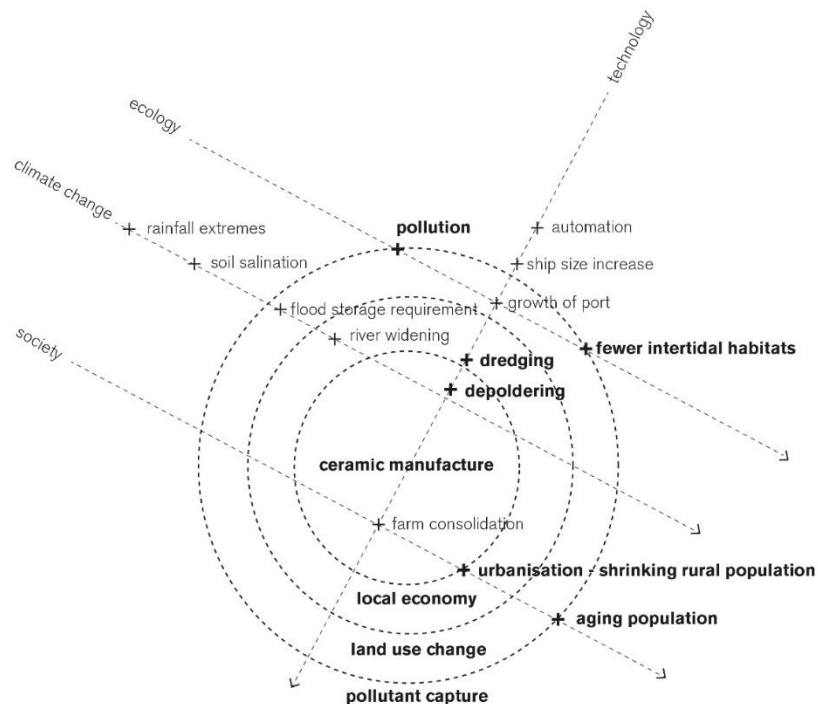 technology
ecology
climate change
rainfall extremes
pollution
automation
soil salination
ship size increase
flood storage requirement
growth of port
society
river widening
fewer intertidal habitats
dredging
depoldering
ceramic manufacture
farm consolidation
urbanisation - shrinking rural population
local economy
aging population
land use change
pollutant capture